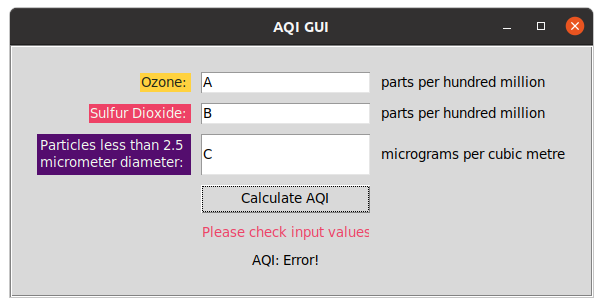 AQI GUI
Ozone: A parts per hundred million
Sulfur Dioxide: B parts per hundred million
Particles less than 2.5
micrometer diameter: C micrograms per cubic metre
Calculate AQI
Please check input values
AQI: Error!